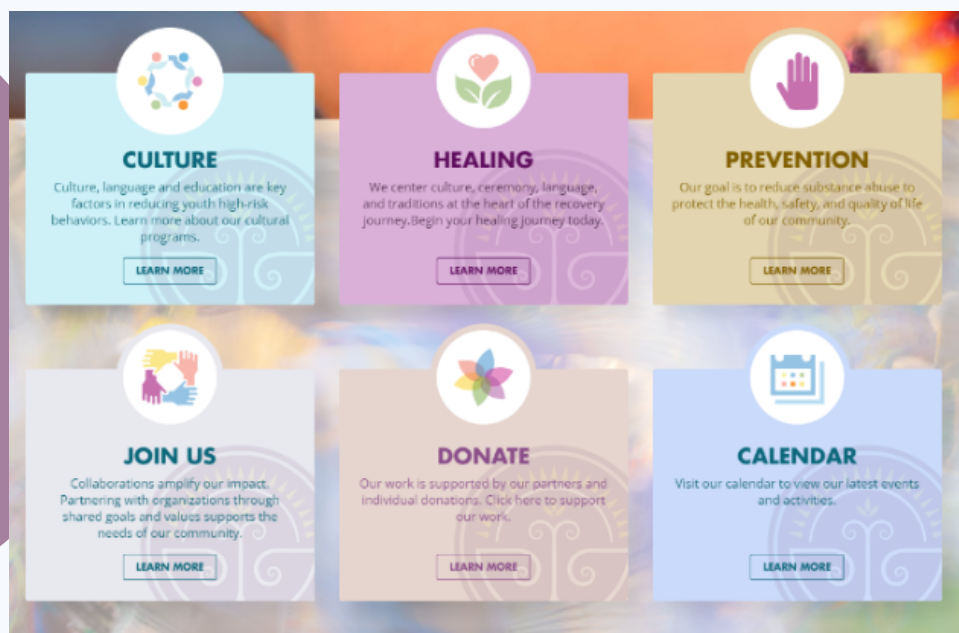 CULTURE
Culture, language and education are key
factors in reducing youth high-risk
behaviors. Learn more about our cultural
programs.
LEARN MORE
HEALING
We center culture, ceremony, language,
and traditions at the heart of the recovery
journey.Begin your healing journey today.
LEARN MORE
PREVENTION
Our goal is to reduce substance abuse to
protect the health, safety, and quality of life
of our community.
LEARN MORE
JOIN US
Collaborations amplify our impact.
Partnering with organizations through
shared goals and values supports the
needs of our community.
LEARN MORE
DONATE
Our work is supported by our partners and
individual donations. Click here to support
our work.
LEARN MORE
CALENDAR
Visit our calendar to view our latest events
and activities.
LEARN MORE